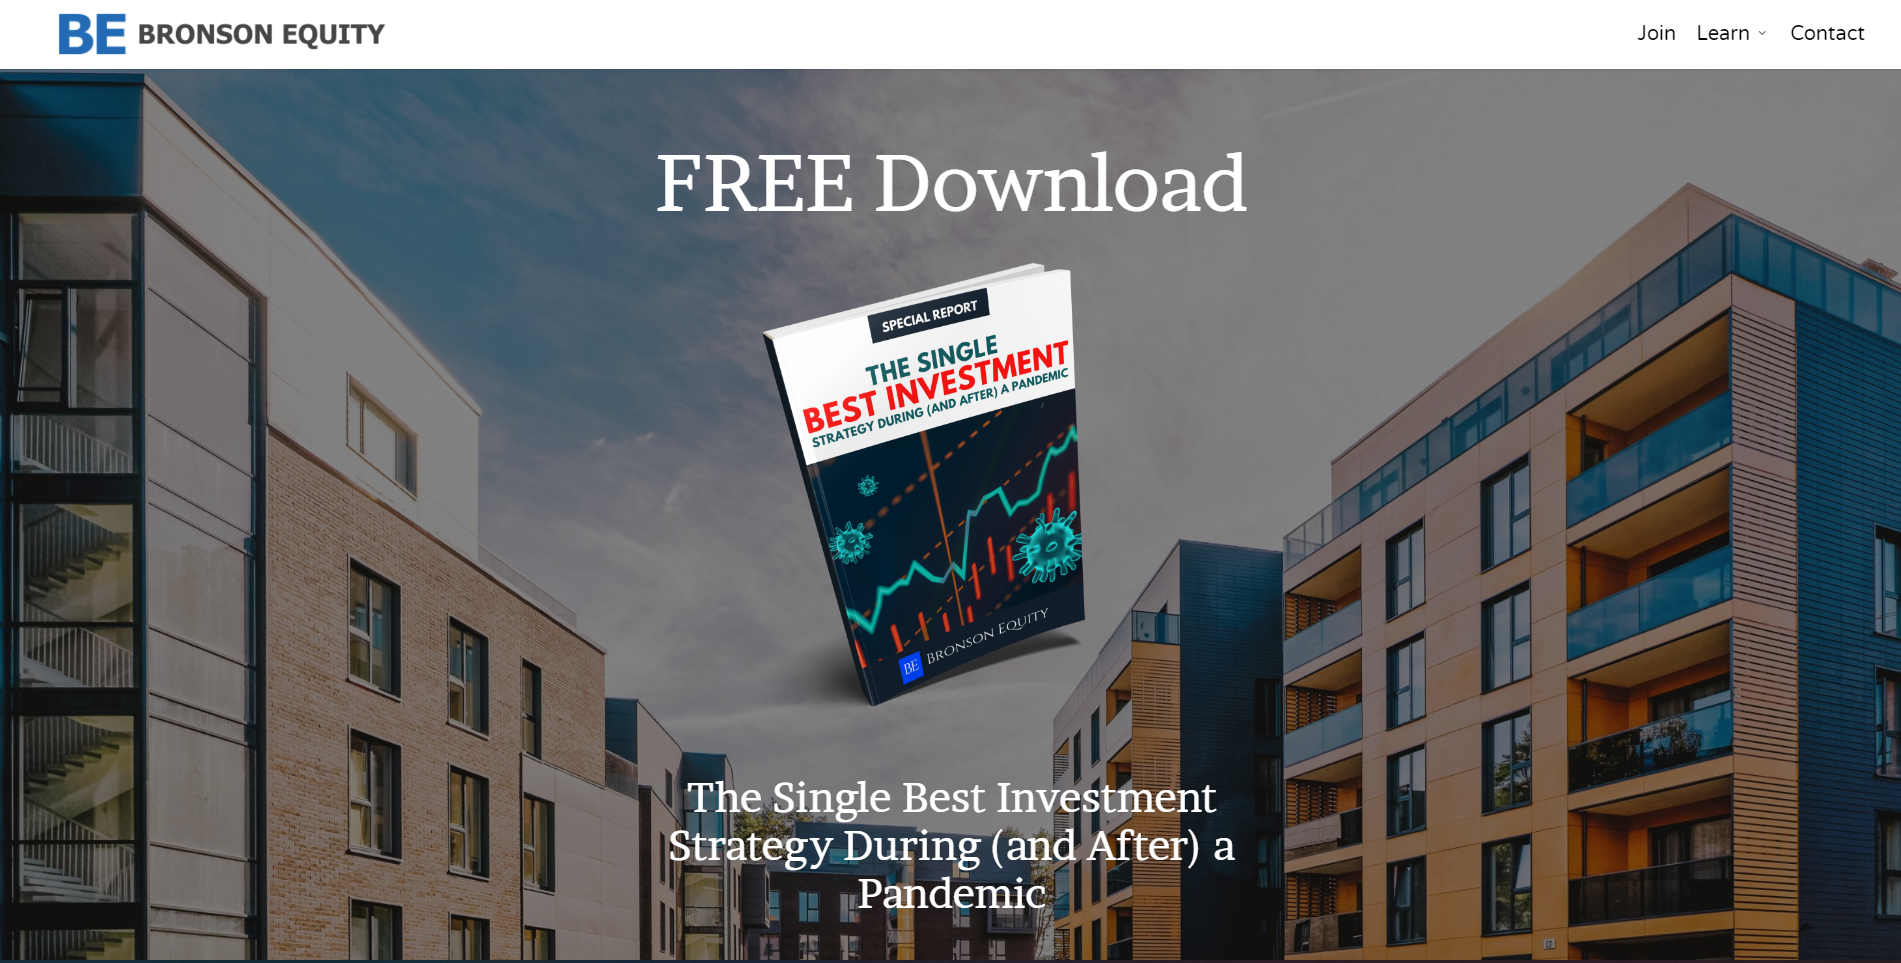 BE BRONSON EQUITY
Join Learn Contact
FREE Download
SPECIAL REPORT
THE SINGLE
BEST INVESTMENT
STRATEGY DURING (AND AFTER) A PANDEMIC
BE BRONSON EQUITY
The Single Best Investment
Strategy During (and After) a
Pandemic